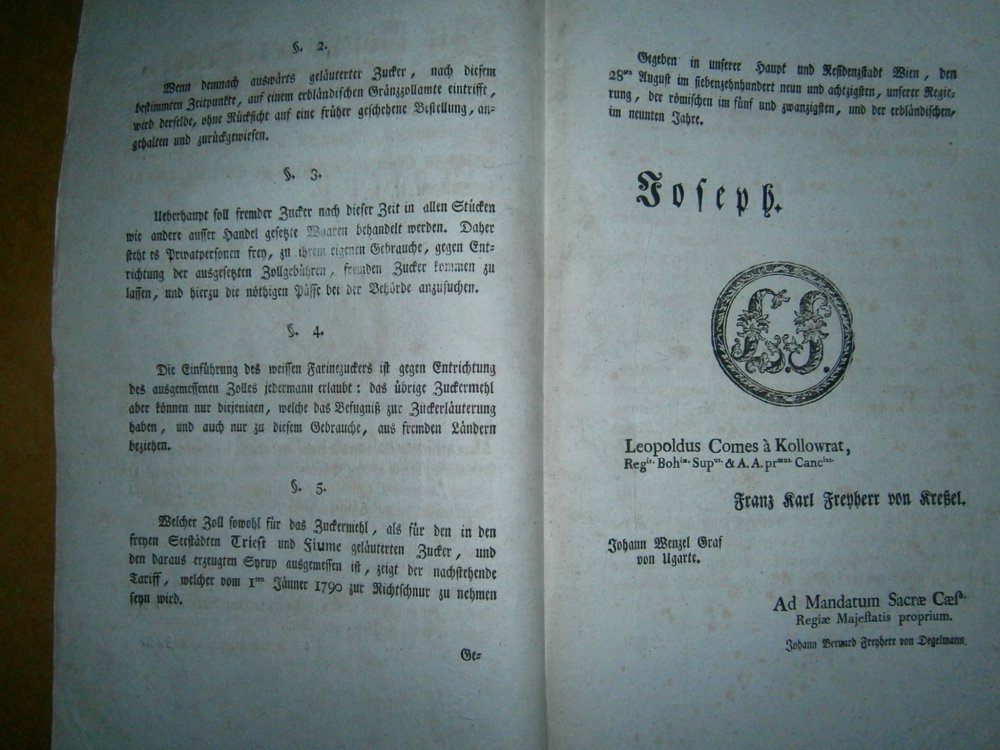 §. 2.
Wenn demnach auswärts geläuterter Zucker, nach diesem
bestimmten Zeitpunkte, auf einem erbländischen Gränzzollamte eintrifft,
wird derselbe, ohne Rücksicht auf eine früher geschehene Bestellung, an-
gehalten und zurückgewiesen.
§. 3.
Ueberhaupt soll fremder Zucker nach dieser Zeit in allen Stücken
wie andere ausser Handel gesetzte Waaren behandelt werden. Daher
steht es Privatpersonen frey, zu ihrem eigenen Gebrauche, gegen Ent-
richtung der ausgesetzten Zollgebühren, fremden Zucker kommen zu
lassen, und hierzu die nöthigen Pässe bei der Behörde anzusuchen.
§. 4.
Die Einführung des weissen Farinezuckers ist gegen Entrichtung
des ausgemessenen Zolles jedermann erlaubt: das übrige Zuckermehl
aber können nur diejenigen, welche das Befugniß zur Zuckerläuterung
haben, und auch nur zu diesem Gebrauche, aus fremden Ländern
beziehen.
§. 5.
Welcher Zoll sowohl für das Zuckermehl, als für den in den
freyen Seestädten Triest und Fiume geläuterten Zucker, und
den daraus erzeugten Syrup ausgemessen ist, zeigt der nachstehende
Tariff, welcher vom 1ten Jänner 1790 zur Richtschnur zu nehmen
seyn wird.
Ge-
Gegeben in unserer Haupt und Residenzstadt Wien, den
28ten August im siebenzehnhundert neun und achtzigsten, unserer Regie-
rung, der römischen im fünf und zwanzigsten, und der erbländischen,
im neunten Jahre.
Joseph.
L.S.
Leopoldus Comes à Kollowrat,
Regis. Bohiae. Supus. & A. A. prmus. Cancius.
Franz Karl Freyherr von Kreßel.
Johann Wenzel Graf
von Ugarte.
Ad Mandatum Sacræ Cæsæ.
Regiæ Majestatis proprium.
Johann Bernard Freyherr von Degelmann.